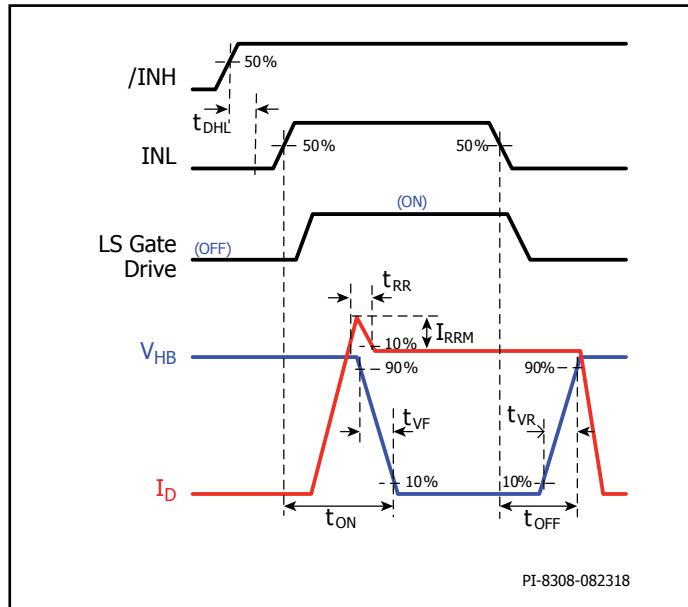 /INH
50%
tDHL
INL
50%
50%
(ON)
LS Gate
Drive
(OFF)
tRR
IRRM
10%
VHB
90%
90%
tVF
tVR
10%
10%
ID
tON
tOFF
PI-8308-082318